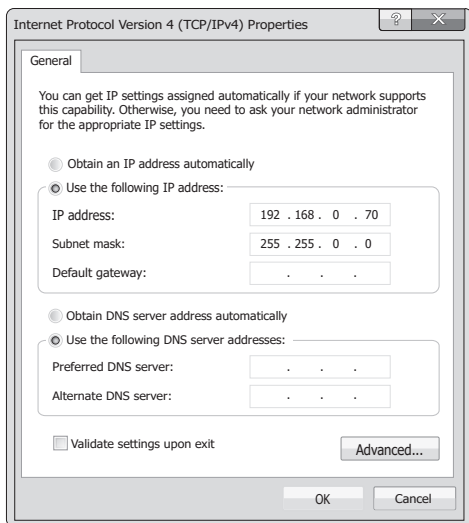 Internet Protocol Version 4 (TCP/IPv4) Properties
?
X
General
You can get IP settings assigned automatically if your network supports
this capability. Otherwise, you need to ask your network administrator
for the appropriate IP settings.
Obtain an IP address automatically
Use the following IP address:
IP address: 192 . 168 . 0 . 70
Subnet mask: 255 . 255 . 0 . 0
Default gateway: . . .
Obtain DNS server address automatically
Use the following DNS server addresses:
Preferred DNS server: . . .
Alternate DNS server: . . .
Validate settings upon exit
Advanced...
OK Cancel